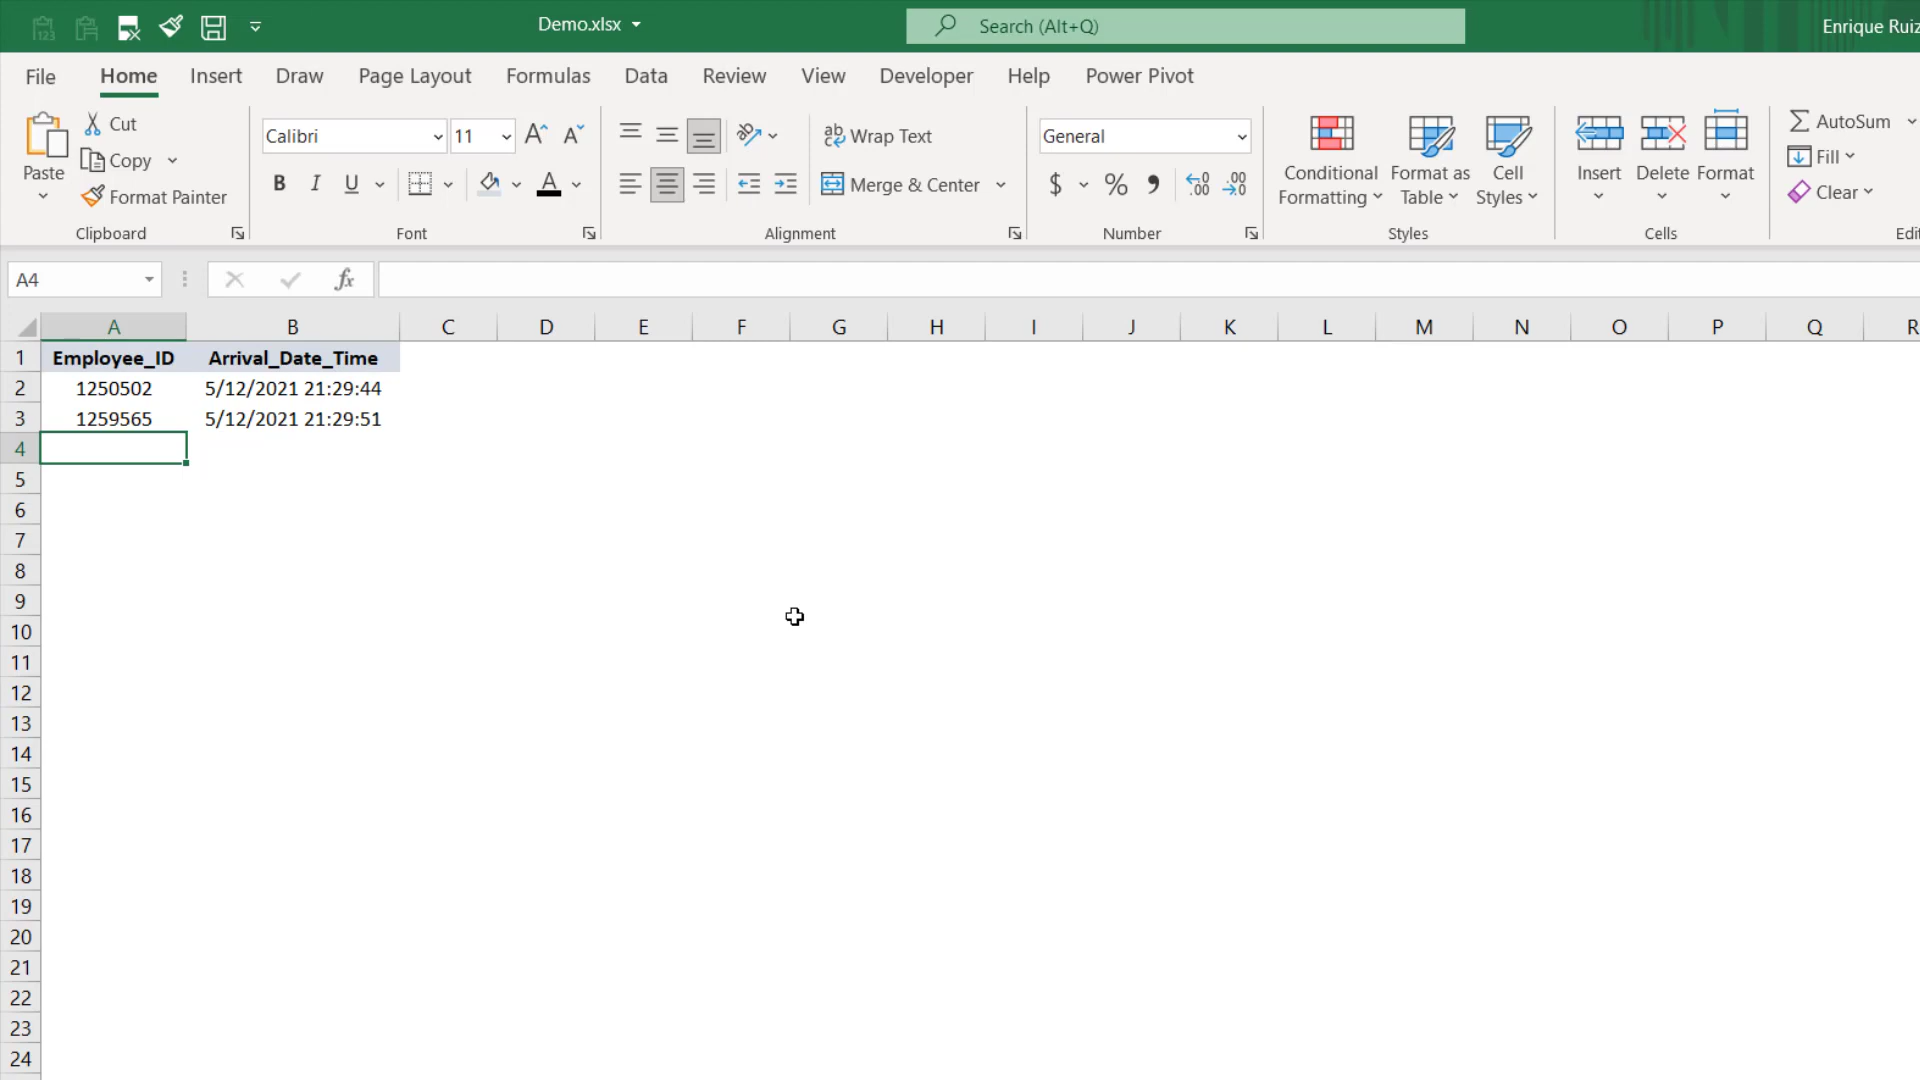 Demo.xlsx
Search (Alt+Q)
Enrique Ruiz
File Home Insert Draw Page Layout Formulas Data Review View Developer Help Power Pivot
Paste
Cut
Copy
Format Painter
Clipboard
Calibri 11
B I U
Font
Wrap Text
Merge & Center
Alignment
General
$ % ,
Number
Conditional Formatting
Format as Table
Cell Styles
Styles
Insert Delete Format
Cells
AutoSum
Fill
Clear
A4
fx
A B C D E F G H I J K L M N O P Q R
1 Employee_ID Arrival_Date_Time
2 1250502 5/12/2021 21:29:44
3 1259565 5/12/2021 21:29:51
4
5
6
7
8
9
10
11
12
13
14
15
16
17
18
19
20
21
22
23
24